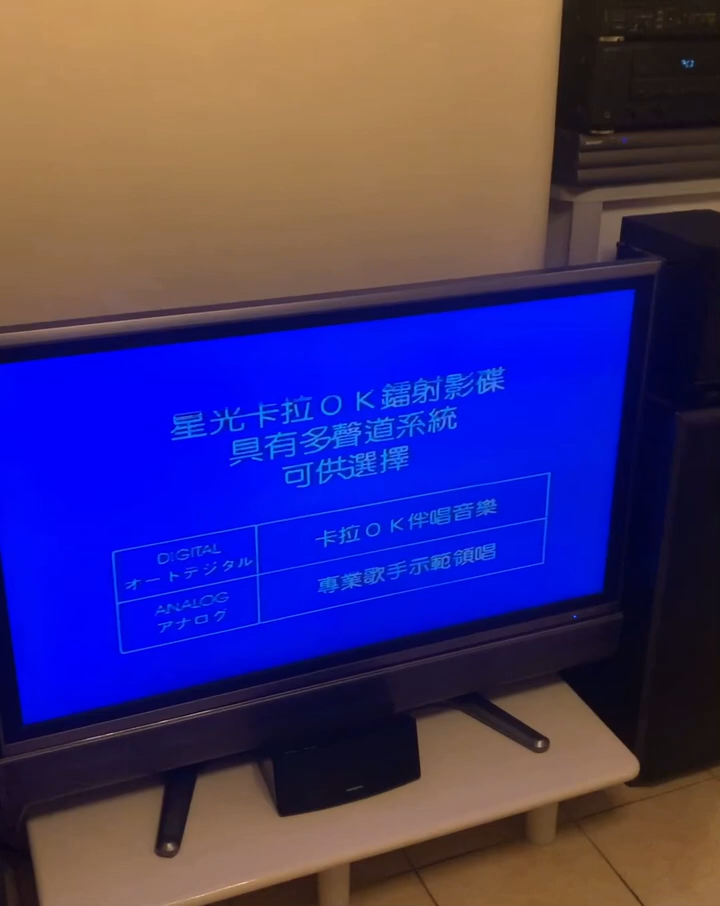 星光卡拉ＯＫ鐳射影碟
具有多聲道系統
可供選擇
DIGITAL
オートデジタル
卡拉ＯＫ伴唱音樂
ANALOG
アナログ
專業歌手示範領唱